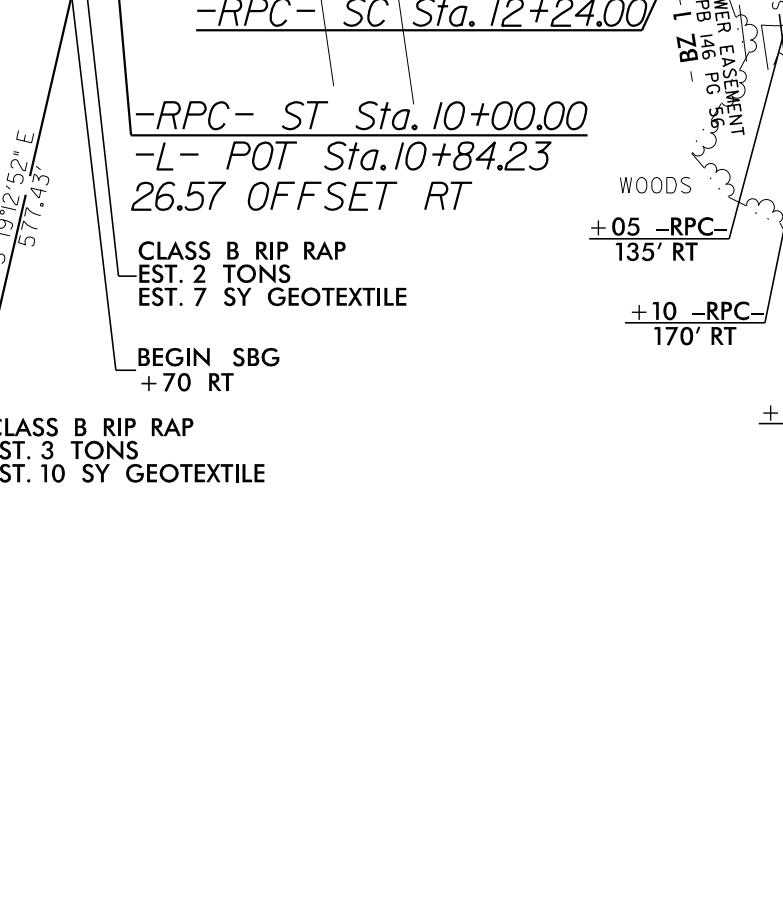 -RPC- SC Sta. 12+24.00
-RPC- ST Sta. 10+00.00
-L- POT Sta. 10+84.23
26.57 OFFSET RT
S 19°12'52" E
577.43'
CLASS B RIP RAP
EST. 2 TONS
EST. 7 SY GEOTEXTILE
BEGIN SBG
+70 RT
CLASS B RIP RAP
EST. 3 TONS
EST. 10 SY GEOTEXTILE
EASEMENT
PB 146 PG 56
BZ -
WOODS
+05 -RPC-
135' RT
+10 -RPC-
170' RT
+